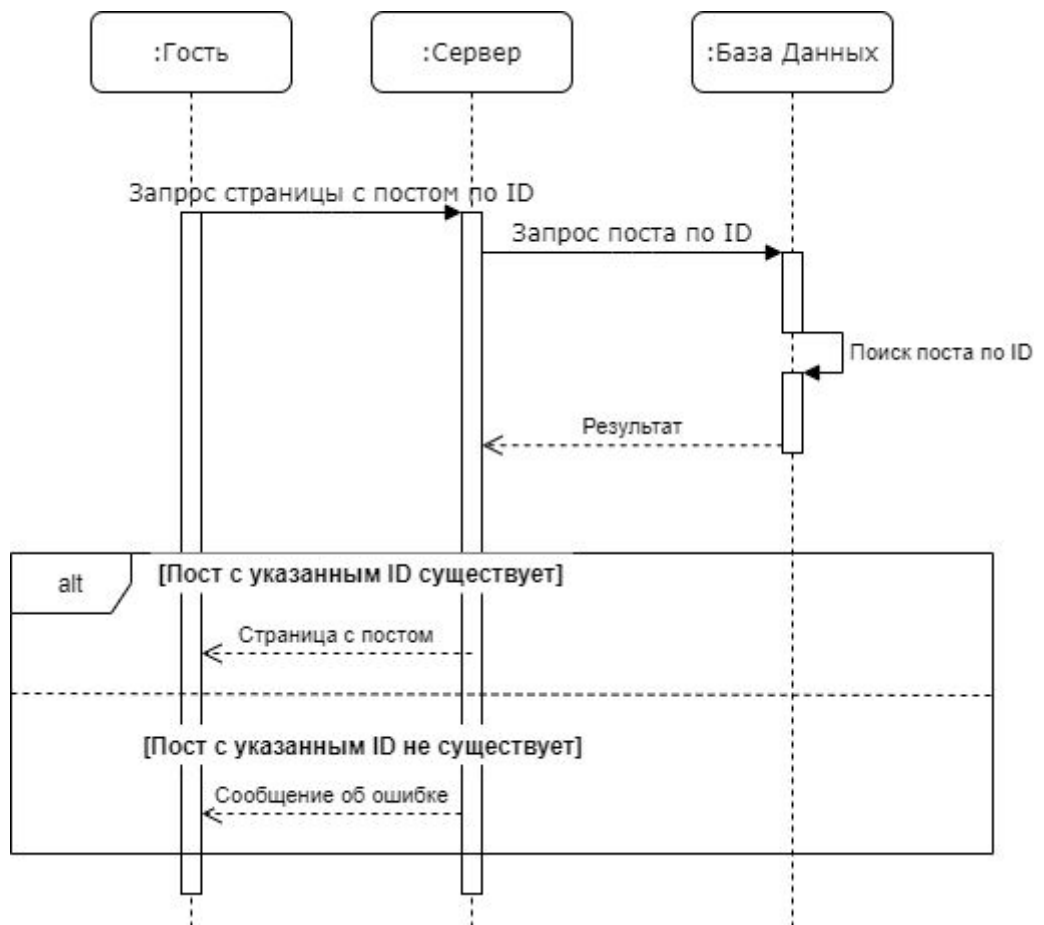 :Гость
:Сервер
:База Данных
Запрос страницы с постом по ID
Запрос поста по ID
Поиск поста по ID
Результат
alt
[Пост с указанным ID существует]
Страница с постом
[Пост с указанным ID не существует]
Сообщение об ошибке